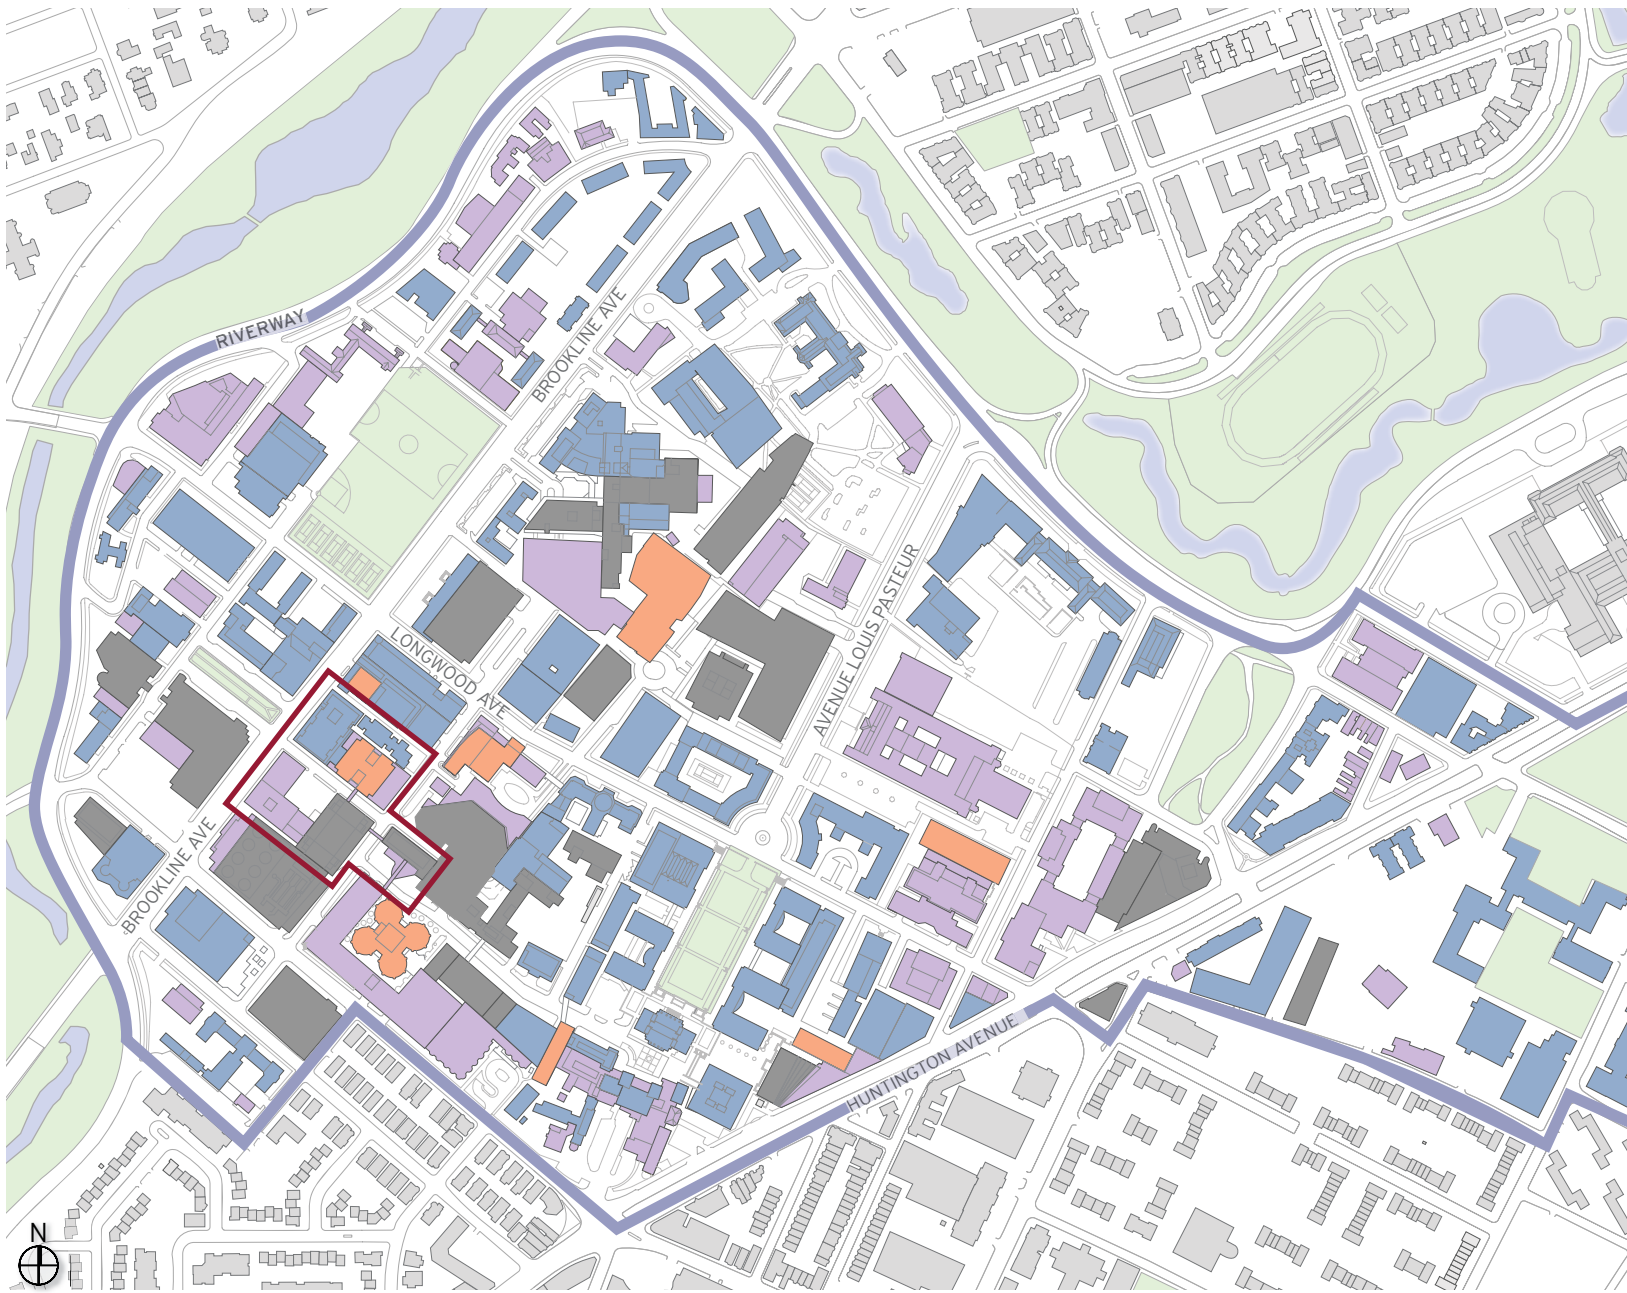 RIVERWAY
BROOKLINE AVE
LONGWOOD AVE
AVENUE LOUIS PASTEUR
BROOKLINE AVE
HUNTINGTON AVENUE
N